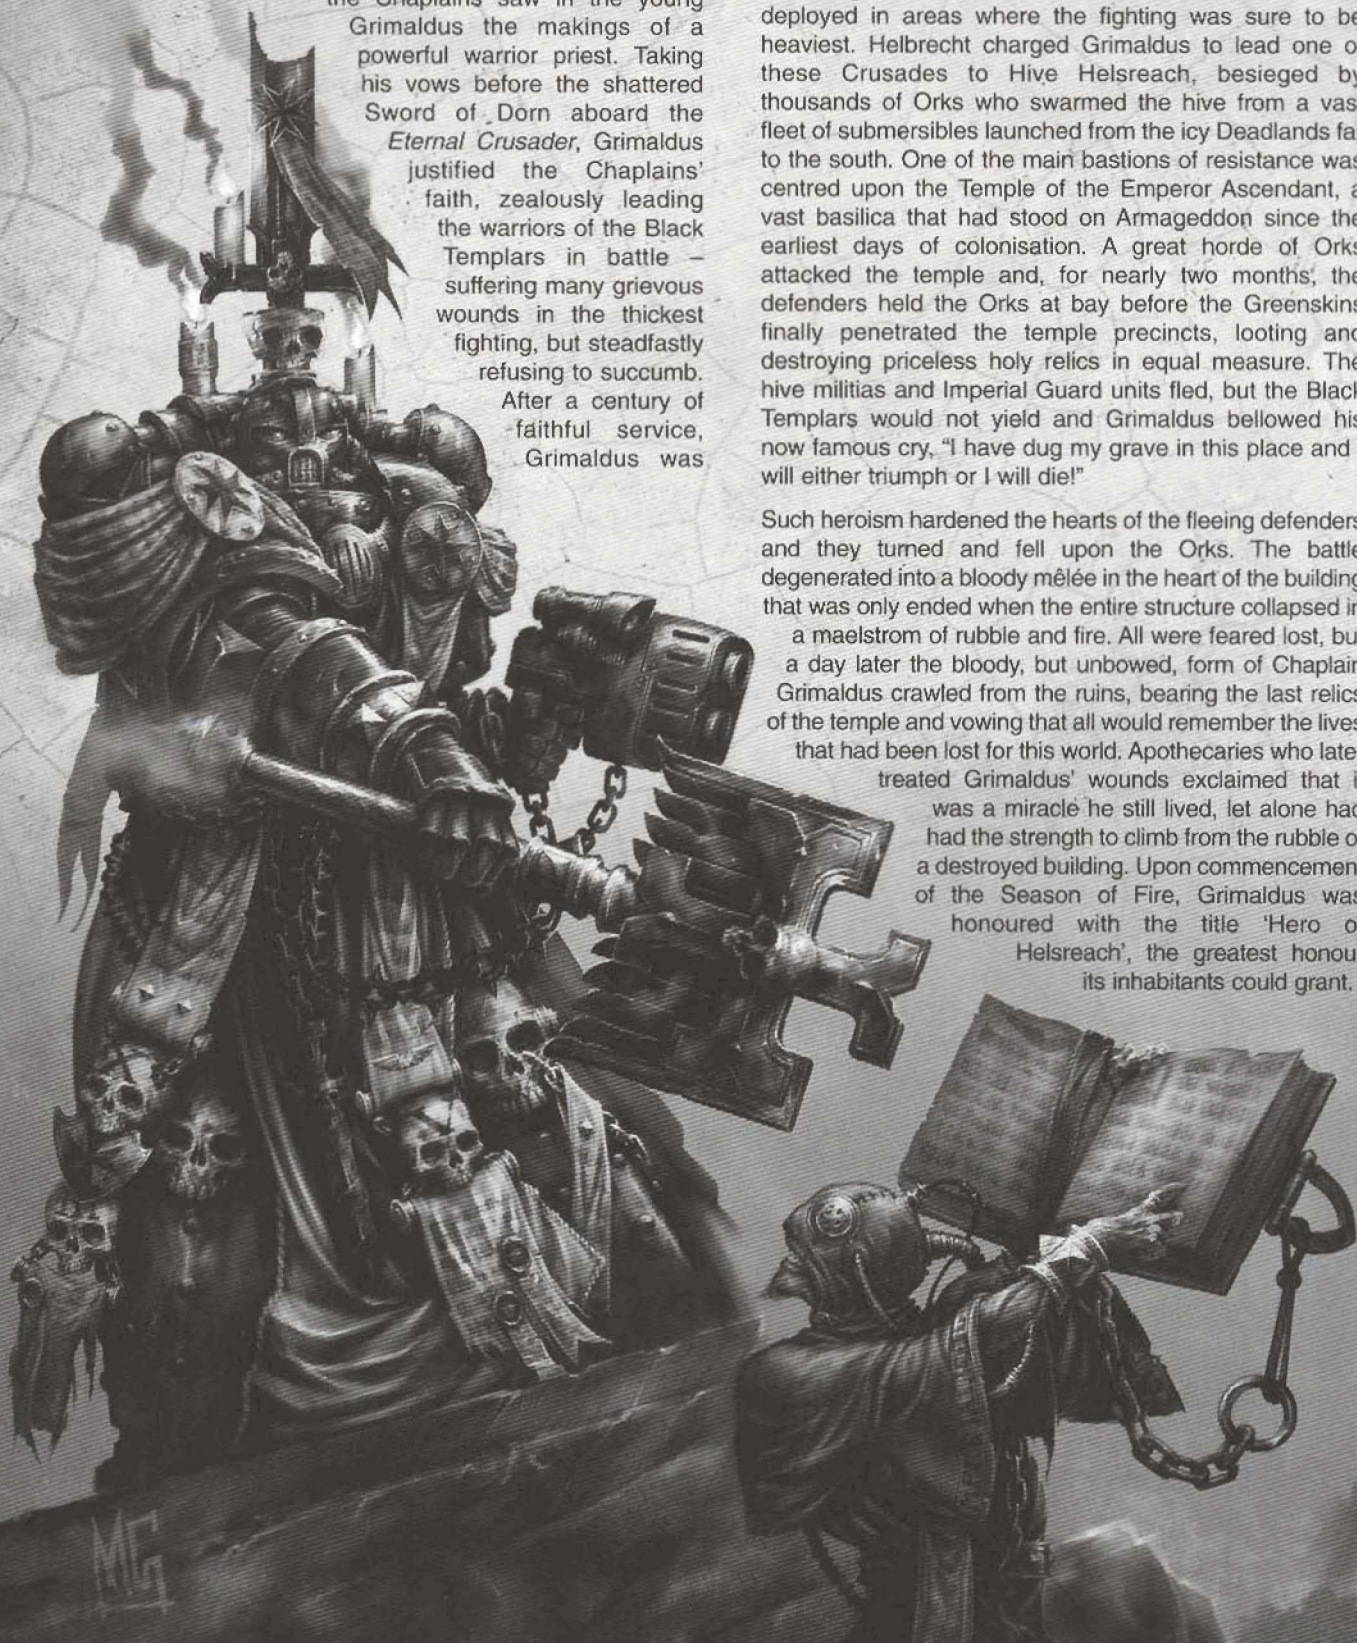 the Chaplains saw in the young
Grimaldus the makings of a
powerful warrior priest. Taking
his vows before the shattered
Sword of Dorn aboard the
Eternal Crusader, Grimaldus
justified the Chaplains'
faith, zealously leading
the warriors of the Black
Templars in battle –
suffering many grievous
wounds in the thickest
fighting, but steadfastly
refusing to succumb.
After a century of
faithful service,
Grimaldus was
deployed in areas where the fighting was sure to be
heaviest. Helbrecht charged Grimaldus to lead one o
these Crusades to Hive Helsreach, besieged by
thousands of Orks who swarmed the hive from a vas
fleet of submersibles launched from the icy Deadlands fa
to the south. One of the main bastions of resistance was
centred upon the Temple of the Emperor Ascendant, a
vast basilica that had stood on Armageddon since the
earliest days of colonisation. A great horde of Orks
attacked the temple and, for nearly two months, the
defenders held the Orks at bay before the Greenskins
finally penetrated the temple precincts, looting and
destroying priceless holy relics in equal measure. The
hive militias and Imperial Guard units fled, but the Black
Templars would not yield and Grimaldus bellowed his
now famous cry, “I have dug my grave in this place and
will either triumph or I will die!”
Such heroism hardened the hearts of the fleeing defenders
and they turned and fell upon the Orks. The battle
degenerated into a bloody mêlée in the heart of the building
that was only ended when the entire structure collapsed in
a maelstrom of rubble and fire. All were feared lost, bu
a day later the bloody, but unbowed, form of Chaplain
Grimaldus crawled from the ruins, bearing the last relics
of the temple and vowing that all would remember the lives
that had been lost for this world. Apothecaries who late
treated Grimaldus' wounds exclaimed that i
was a miracle he still lived, let alone had
had the strength to climb from the rubble o
a destroyed building. Upon commencemen
of the Season of Fire, Grimaldus was
honoured with the title ‘Hero o
Helsreach’, the greatest honou
its inhabitants could grant.